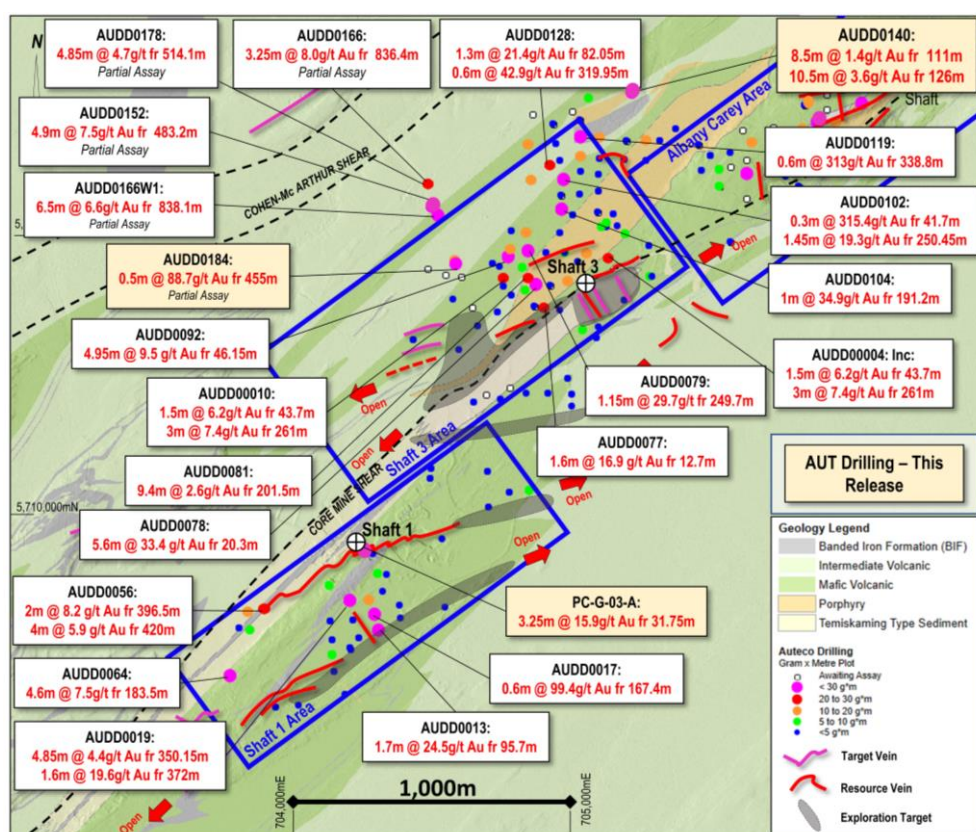 AUDD0178:
4.85m @ 4.7g/t Au fr 514.1m
Partial Assay
AUDD0166:
3.25m @ 8.0g/t Au fr 836.4m
Partial Assay
AUDD0128:
1.3m @ 21.4g/t Au fr 82.05m
0.6m @ 42.9g/t Au fr 319.95m
AUDD0140:
8.5m @ 1.4g/t Au fr 111m
10.5m @ 3.6g/t Au fr 126m
N
Shaft
Albany Carey Area
AUDD0152:
4.9m @ 7.5g/t Au fr 483.2m
Partial Assay
AUDD0119:
0.6m @ 313g/t Au fr 338.8m
COHEN-Mc ARTHUR SHEAR
AUDD0166W1:
6.5m @ 6.6g/t Au fr 838.1m
Partial Assay
AUDD0102:
0.3m @ 315.4g/t Au fr 41.7m
1.45m @ 19.3g/t Au fr 250.45m
5,
Open
AUDD0184:
0.5m @ 88.7g/t Au fr 455m
Partial Assay
Shaft 3
AUDD0104:
1m @ 34.9g/t Au fr 191.2m
AUDD0092:
4.95m @ 9.5 g/t Au fr 46.15m
AUDD00004: Inc:
1.5m @ 6.2g/t Au fr 43.7m
3m @ 7.4g/t Au fr 261m
AUDD0079:
1.15m @ 29.7g/t fr 249.7m
AUDD00010:
1.5m @ 6.2g/t Au fr 43.7m
3m @ 7.4g/t Au fr 261m
Open
Open
Open
Shaft 3 Area
AUDD0077:
1.6m @ 16.9 g/t Au fr 12.7m
AUDD0081:
9.4m @ 2.6g/t Au fr 201.5m
CORE MINE SHEAR
AUT Drilling – This
Release
5,710,000mN
AUDD0078:
5.6m @ 33.4 g/t Au fr 20.3m
Shaft 1
Open
Open
Geology Legend
Banded Iron Formation (BIF)
Intermediate Volcanic
Mafic Volcanic
Porphyry
Temiskaming Type Sediment
AUDD0056:
2m @ 8.2 g/t Au fr 396.5m
4m @ 5.9 g/t Au fr 420m
PC-G-03-A:
3.25m @ 15.9g/t Au fr 31.75m
AUDD0064:
4.6m @ 7.5g/t fr 183.5m
AUDD0017:
0.6m @ 99.4g/t Au fr 167.4m
Auteco Drilling
Gram x Metre Plot
Awaiting Assay
< 30 g*m
20 to 30 g*m
10 to 20 g*m
5 to 10 g*m
<5 g*m
Shaft 1 Area
AUDD0013:
1.7m @ 24.5g/t Au fr 95.7m
AUDD0019:
4.85m @ 4.4g/t Au fr 350.15m
1.6m @ 19.6g/t Au fr 372m
Target Vein
Resource Vein
Exploration Target
1,000m
704,000mE
705,000mE
Open